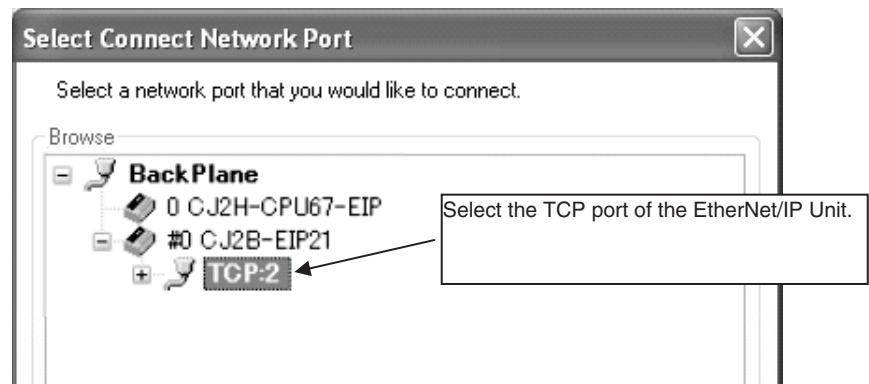 Select Connect Network Port
Select a network port that you would like to connect.
Browse
BackPlane
0 CJ2H-CPU67-EIP
#0 CJ2B-EIP21
TCP:2
Select the TCP port of the EtherNet/IP Unit.